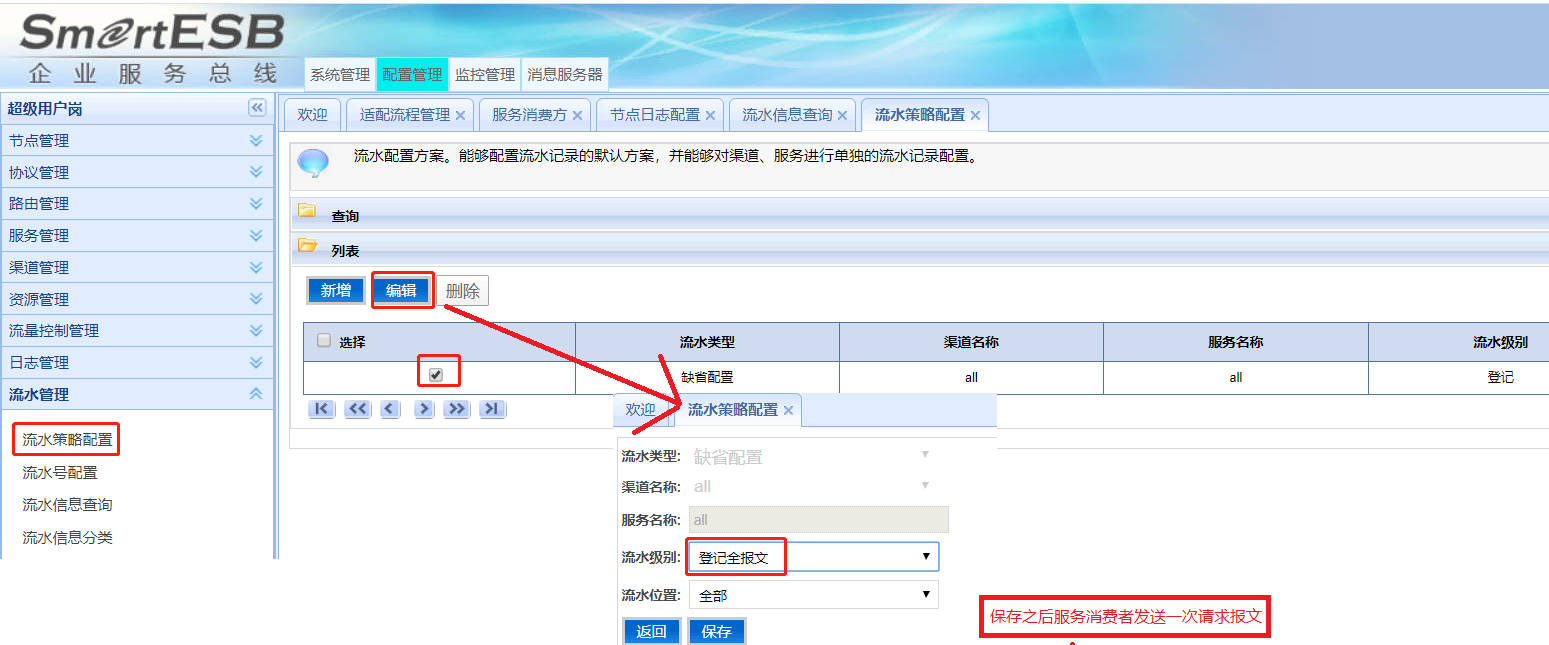 Sm@rtESB
企业服务总线
系统管理 配置管理 监控管理 消息服务器
超级用户岗
欢迎 适配流程管理 服务消费方 节点日志配置 流水信息查询 流水策略配置
节点管理
协议管理
路由管理
服务管理
渠道管理
资源管理
流量控制管理
日志管理
流水管理
流水策略配置
流水号配置
流水信息查询
流水信息分类
流水配置方案。能够配置流水记录的默认方案，并能够对渠道、服务进行单独的流水记录配置。
查询
列表
新增 编辑 删除
选择 流水类型 渠道名称 服务名称 流水级别
缺省配置 all all 登记
欢迎 流水策略配置
流水类型: 缺省配置
渠道名称: all
服务名称: all
流水级别: 登记全报文
流水位置: 全部
返回 保存
保存之后服务消费者发送一次请求报文